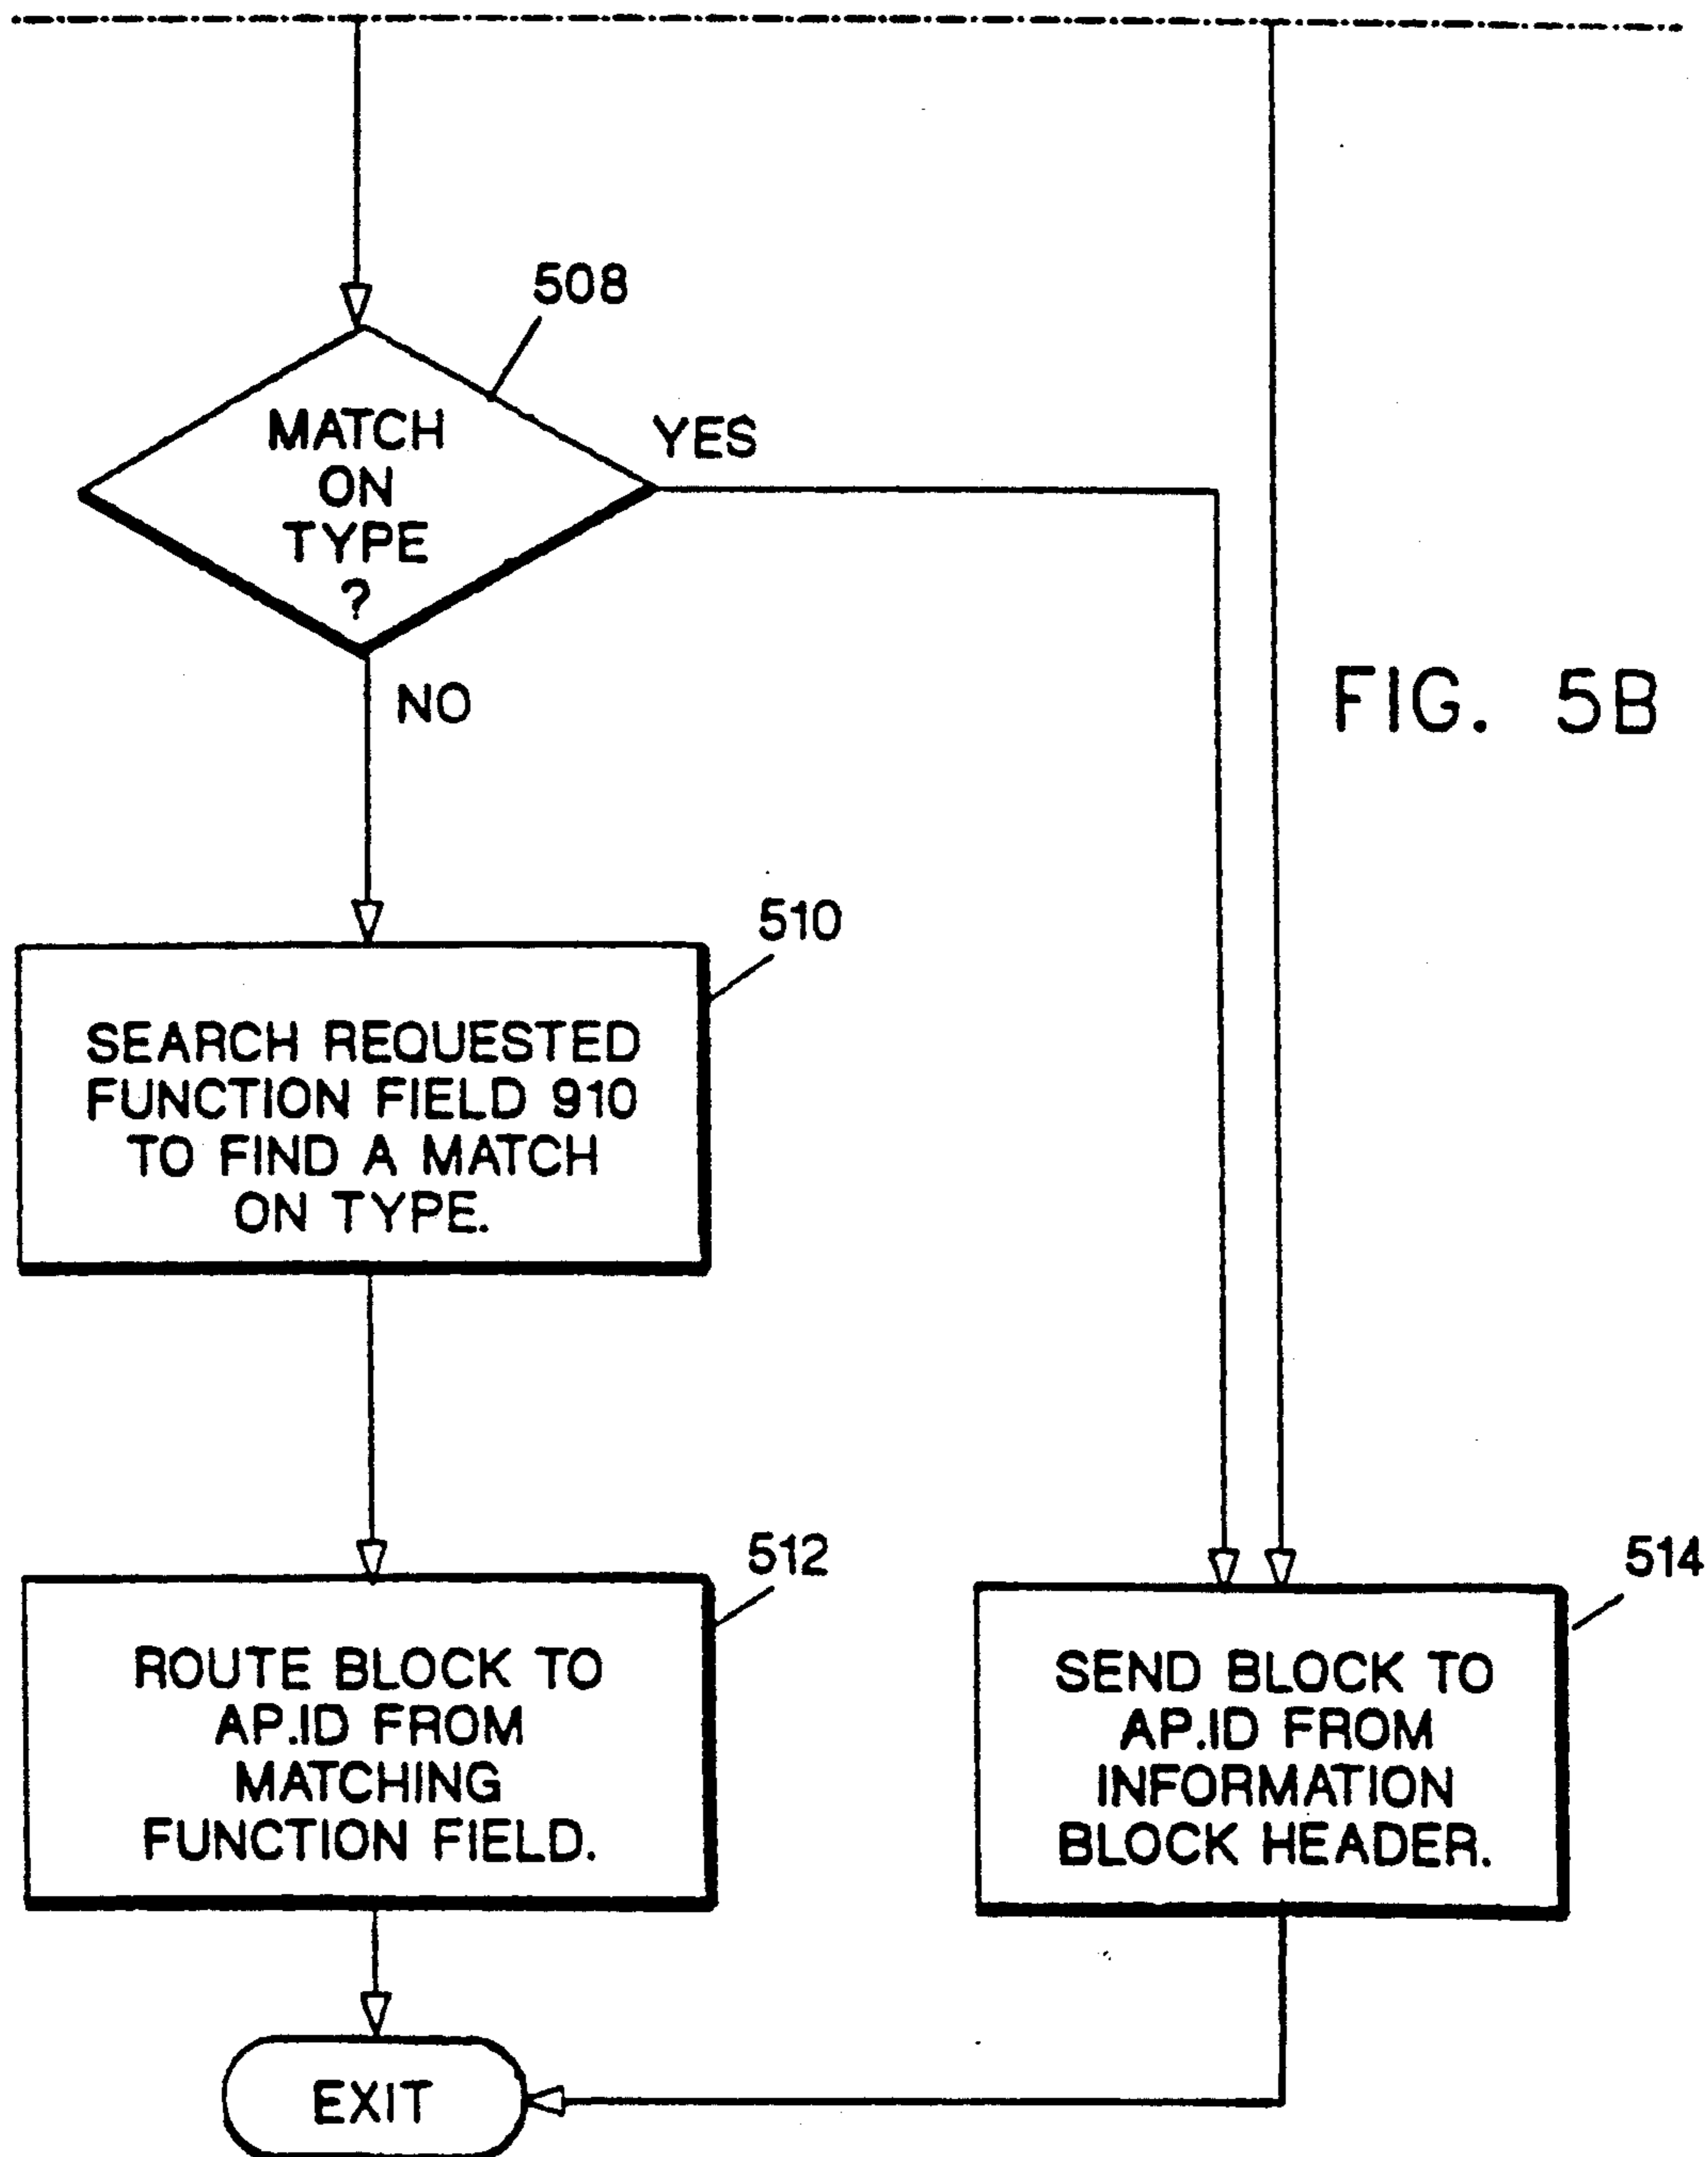 508
MATCH
ON
TYPE
?
YES
NO
FIG. 5B
510
SEARCH REQUESTED
FUNCTION FIELD 910
TO FIND A MATCH
ON TYPE.
512
ROUTE BLOCK TO
AP.ID FROM
MATCHING
FUNCTION FIELD.
514
SEND BLOCK TO
AP.ID FROM
INFORMATION
BLOCK HEADER.
EXIT